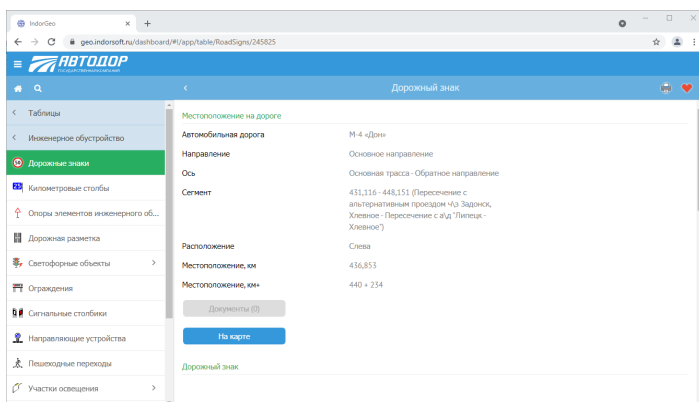 IndorGeo
geo.indorsoft.ru/dashboard/#!/app/table/RoadSigns/245825
АВТОДОР
ГОСУДАРСТВЕННАЯ КОМПАНИЯ
Дорожный знак
Таблицы
Инженерное обустройство
Дорожные знаки
Километровые столбы
Опоры элементов инженерного об...
Дорожная разметка
Светофорные объекты
Ограждения
Сигнальные столбики
Направляющие устройства
Пешеходные переходы
Участки освещения
Местоположение на дороге
Автомобильная дорога М-4 «Дон»
Направление Основное направление
Ось Основная трасса - Обратное направление
Сегмент 431,116 - 448,151 (Пересечение с
альтернативным проездом ч\з Задонск,
Хлевное - Пересечение с а\д "Липецк -
Хлевное")
Расположение Слева
Местоположение, км 436,853
Местоположение, км+ 440 + 234
Документы (0)
На карте
Дорожный знак